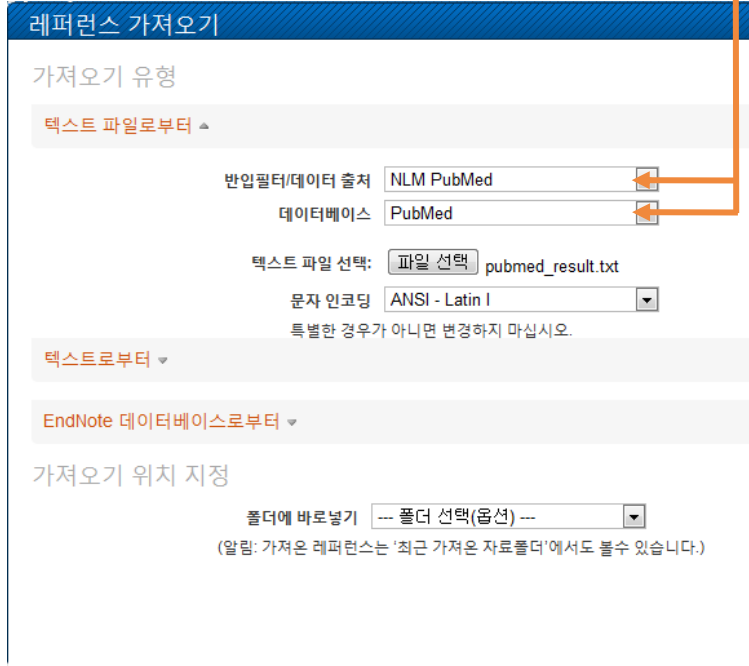 레퍼런스 가져오기
가져오기 유형
텍스트 파일로부터
반입필터/데이터 출처 NLM PubMed
데이터베이스 PubMed
텍스트 파일 선택: 파일 선택 pubmed_result.txt
문자 인코딩 ANSI - Latin I
특별한 경우가 아니면 변경하지 마십시오.
텍스트로부터
EndNote 데이터베이스로부터
가져오기 위치 지정
폴더에 바로넣기 --- 폴더 선택(옵션) ---
(알림: 가져온 레퍼런스는 '최근 가져온 자료폴더'에서도 볼수 있습니다.)